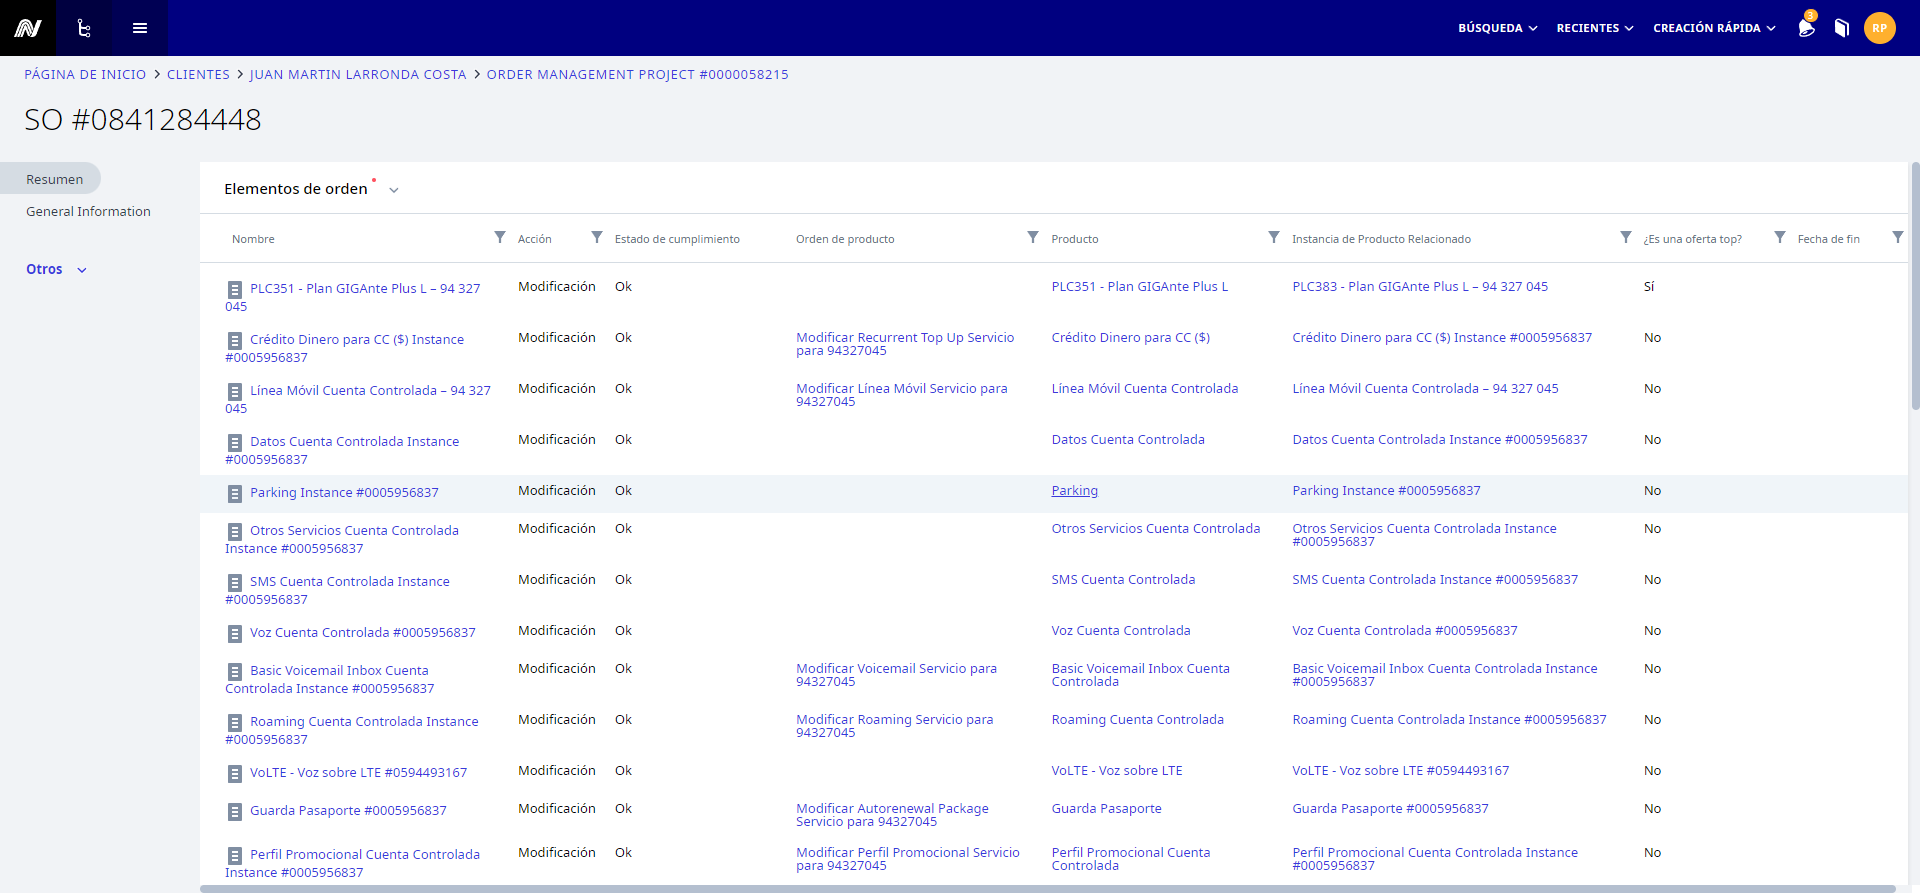 BÚSQUEDA
RECIENTES
CREACIÓN RÁPIDA
3
RP
PÁGINA DE INICIO > CLIENTES > JUAN MARTIN LARRONDA COSTA > ORDER MANAGEMENT PROJECT #0000058215
SO #0841284448
Resumen
General Information
Otros
Elementos de orden
Nombre Acción Estado de cumplimiento Orden de producto Producto Instancia de Producto Relacionado ¿Es una oferta top? Fecha de fin
PLC351 - Plan GIGAnte Plus L – 94 327 Modificación Ok PLC351 - Plan GIGAnte Plus L PLC383 - Plan GIGAnte Plus L – 94 327 045 Sí
045
Crédito Dinero para CC ($) Instance Modificación Ok Modificar Recurrent Top Up Servicio Crédito Dinero para CC ($) Crédito Dinero para CC ($) Instance #0005956837 No
#0005956837 para 94327045
Línea Móvil Cuenta Controlada – 94 327 Modificación Ok Modificar Línea Móvil Servicio para Línea Móvil Cuenta Controlada Línea Móvil Cuenta Controlada – 94 327 045 No
045 94327045
Datos Cuenta Controlada Instance Modificación Ok Datos Cuenta Controlada Datos Cuenta Controlada Instance #0005956837 No
#0005956837
Parking Instance #0005956837 Modificación Ok Parking Parking Instance #0005956837 No
Otros Servicios Cuenta Controlada Modificación Ok Otros Servicios Cuenta Controlada Otros Servicios Cuenta Controlada Instance No
Instance #0005956837 #0005956837
SMS Cuenta Controlada Instance Modificación Ok SMS Cuenta Controlada SMS Cuenta Controlada Instance #0005956837 No
#0005956837
Voz Cuenta Controlada #0005956837 Modificación Ok Voz Cuenta Controlada Voz Cuenta Controlada #0005956837 No
Basic Voicemail Inbox Cuenta Modificación Ok Modificar Voicemail Servicio para Basic Voicemail Inbox Cuenta Basic Voicemail Inbox Cuenta Controlada Instance No
Controlada Instance #0005956837 94327045 Controlada #0005956837
Roaming Cuenta Controlada Instance Modificación Ok Modificar Roaming Servicio para Roaming Cuenta Controlada Roaming Cuenta Controlada Instance #0005956837 No
#0005956837 94327045
VoLTE - Voz sobre LTE #0594493167 Modificación Ok VoLTE - Voz sobre LTE VoLTE - Voz sobre LTE #0594493167 No
Guarda Pasaporte #0005956837 Modificación Ok Modificar Autorenewal Package Guarda Pasaporte Guarda Pasaporte #0005956837 No
Servicio para 94327045
Perfil Promocional Cuenta Controlada Modificación Ok Modificar Perfil Promocional Servicio Perfil Promocional Cuenta Perfil Promocional Cuenta Controlada Instance No
Instance #0005956837 para 94327045 Controlada #0005956837